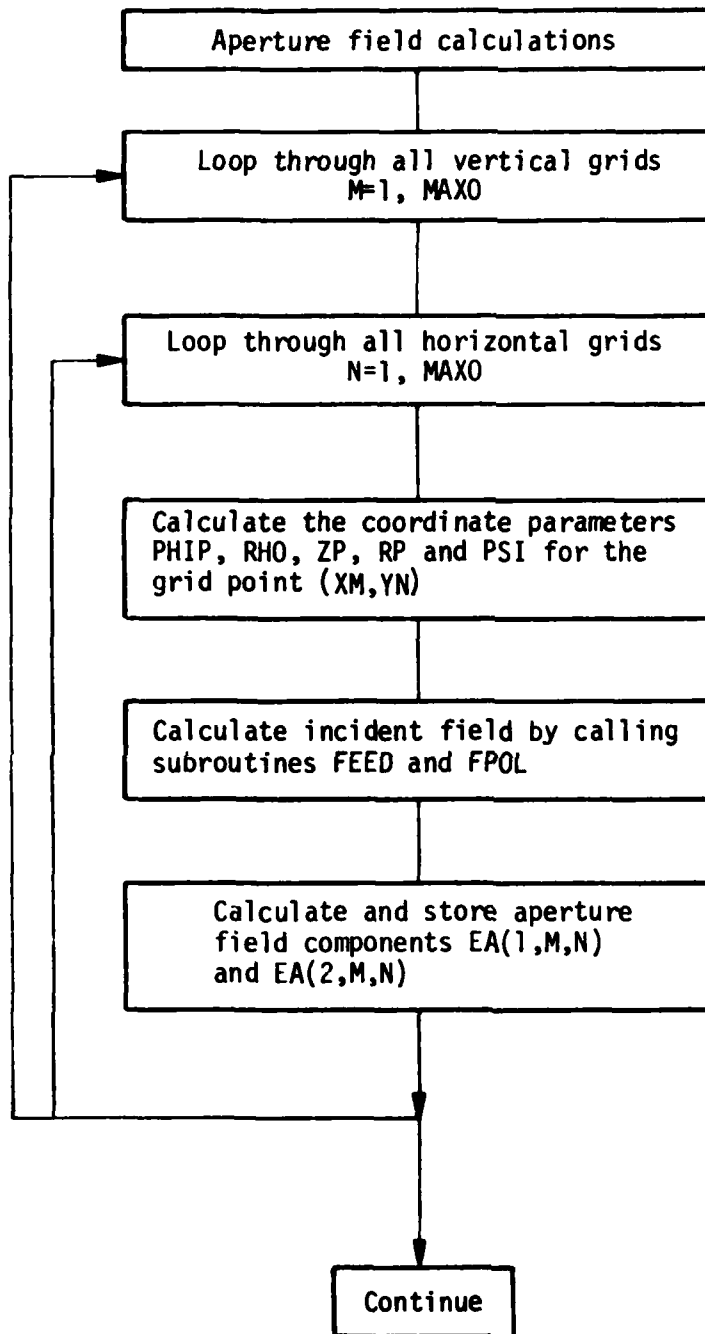 Aperture field calculations
Loop through all vertical grids
M=1, MAXO
Loop through all horizontal grids
N=1, MAXO
Calculate the coordinate parameters
PHIP, RHO, ZP, RP and PSI for the
grid point (XM,YN)
Calculate incident field by calling
subroutines FEED and FPOL
Calculate and store aperture
field components EA(1,M,N)
and EA(2,M,N)
Continue